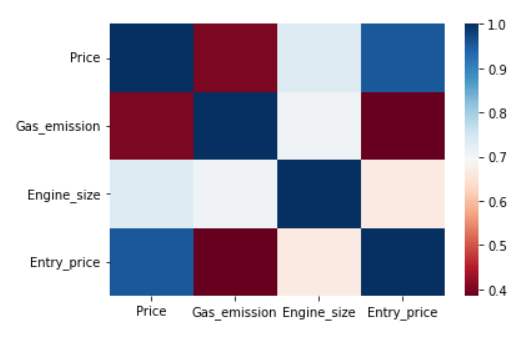 Price
Gas_emission
Engine_size
Entry_price
Price Gas_emission Engine_size Entry_price
1.0
0.9
0.8
0.7
0.6
0.5
0.4